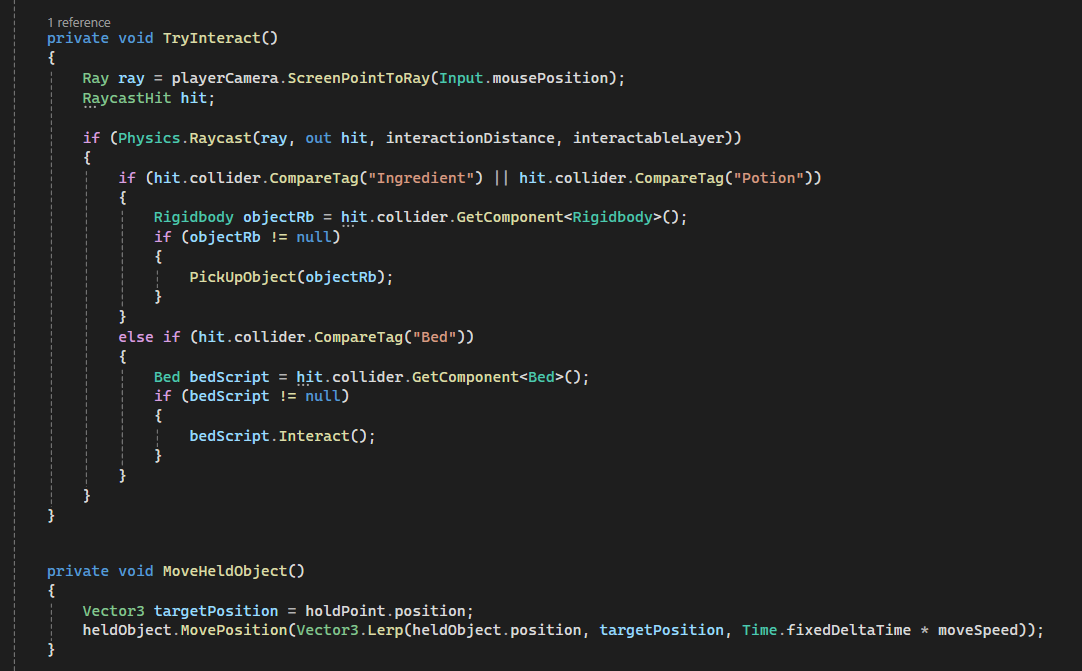 1 reference
private void TryInteract()
{
Ray ray = playerCamera.ScreenPointToRay(Input.mousePosition);
RaycastHit hit;
if (Physics.Raycast(ray, out hit, interactionDistance, interactableLayer))
{
if (hit.collider.CompareTag("Ingredient") || hit.collider.CompareTag("Potion"))
{
Rigidbody objectRb = hit.collider.GetComponent<Rigidbody>();
if (objectRb != null)
{
PickUpObject(objectRb);
}
}
else if (hit.collider.CompareTag("Bed"))
{
Bed bedScript = hit.collider.GetComponent<Bed>();
if (bedScript != null)
{
bedScript.Interact();
}
}
}
}
private void MoveHeldObject()
{
Vector3 targetPosition = holdPoint.position;
heldObject.MovePosition(Vector3.Lerp(heldObject.position, targetPosition, Time.fixedDeltaTime * moveSpeed));
}